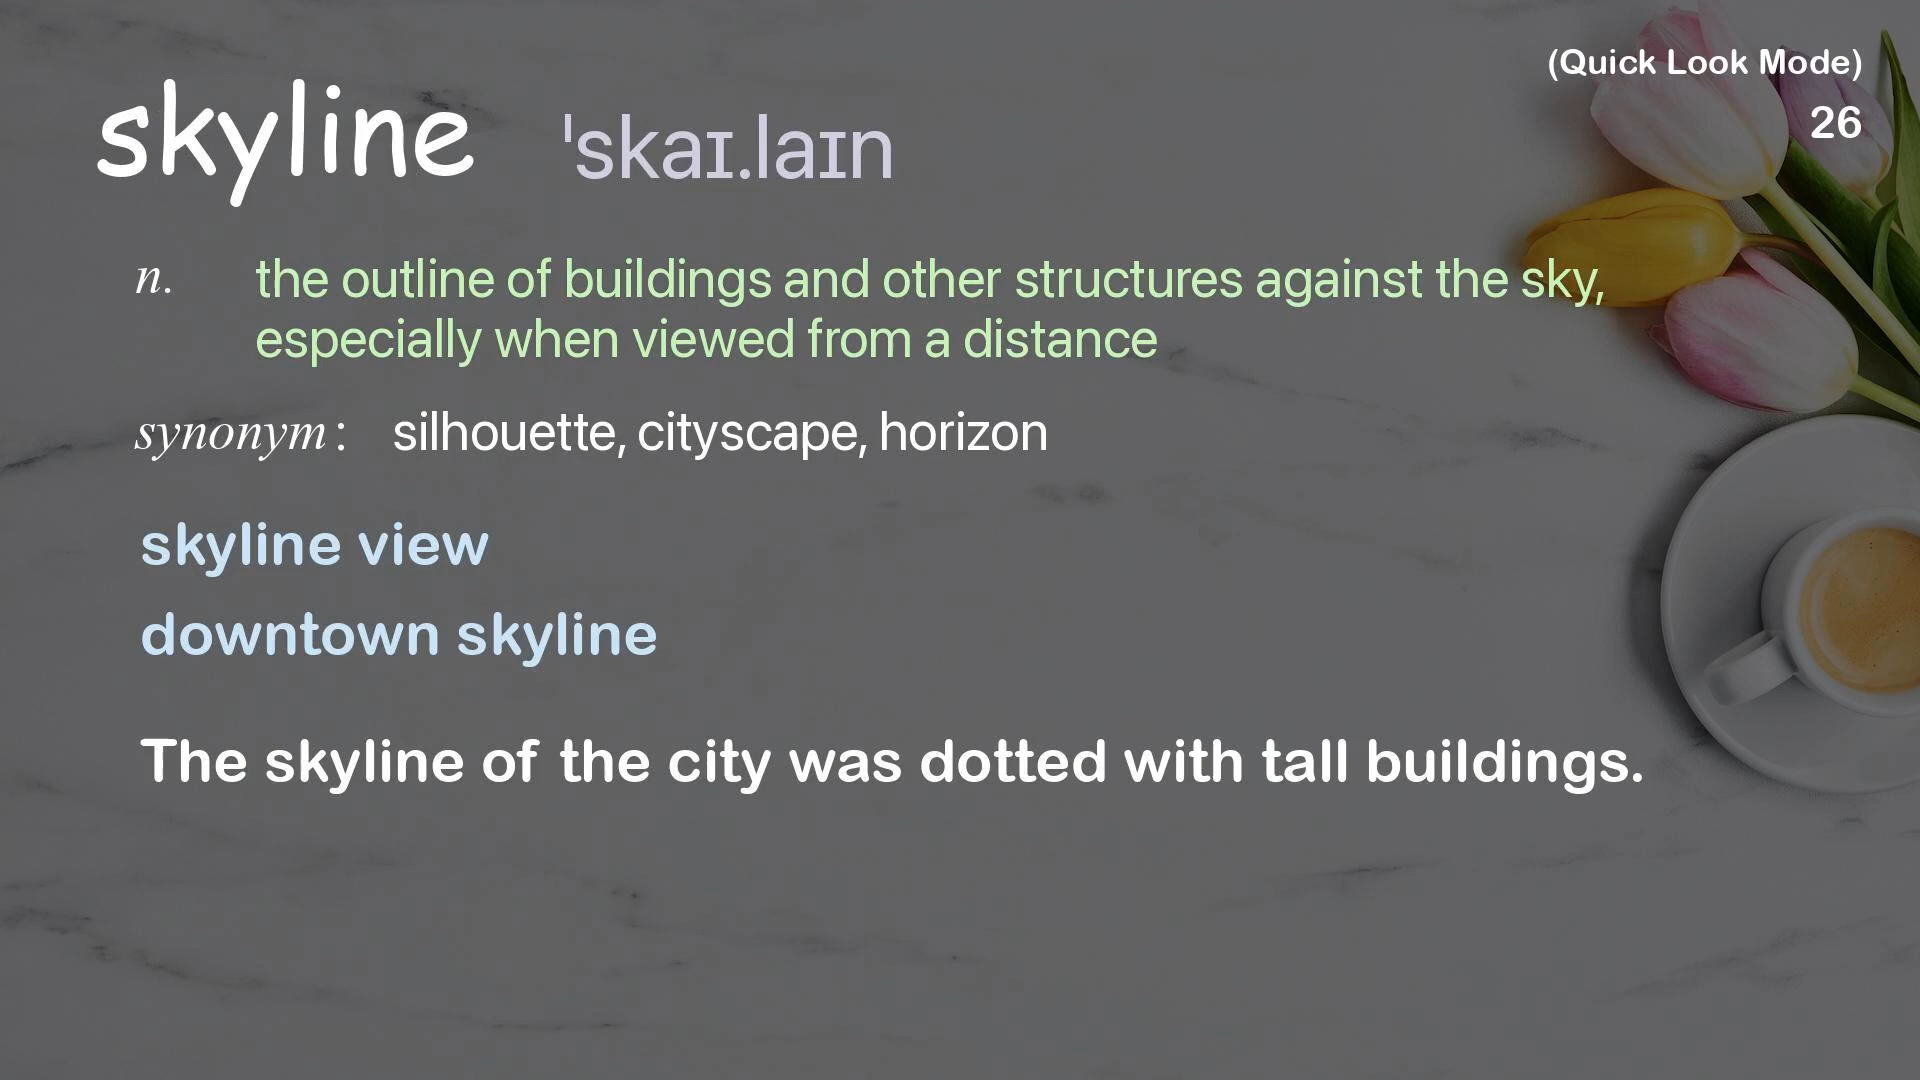 (Quick Look Mode)
26
skyline ˈskaɪ.laɪn
n. the outline of buildings and other structures against the sky,
especially when viewed from a distance
synonym: silhouette, cityscape, horizon
skyline view
downtown skyline
The skyline of the city was dotted with tall buildings.